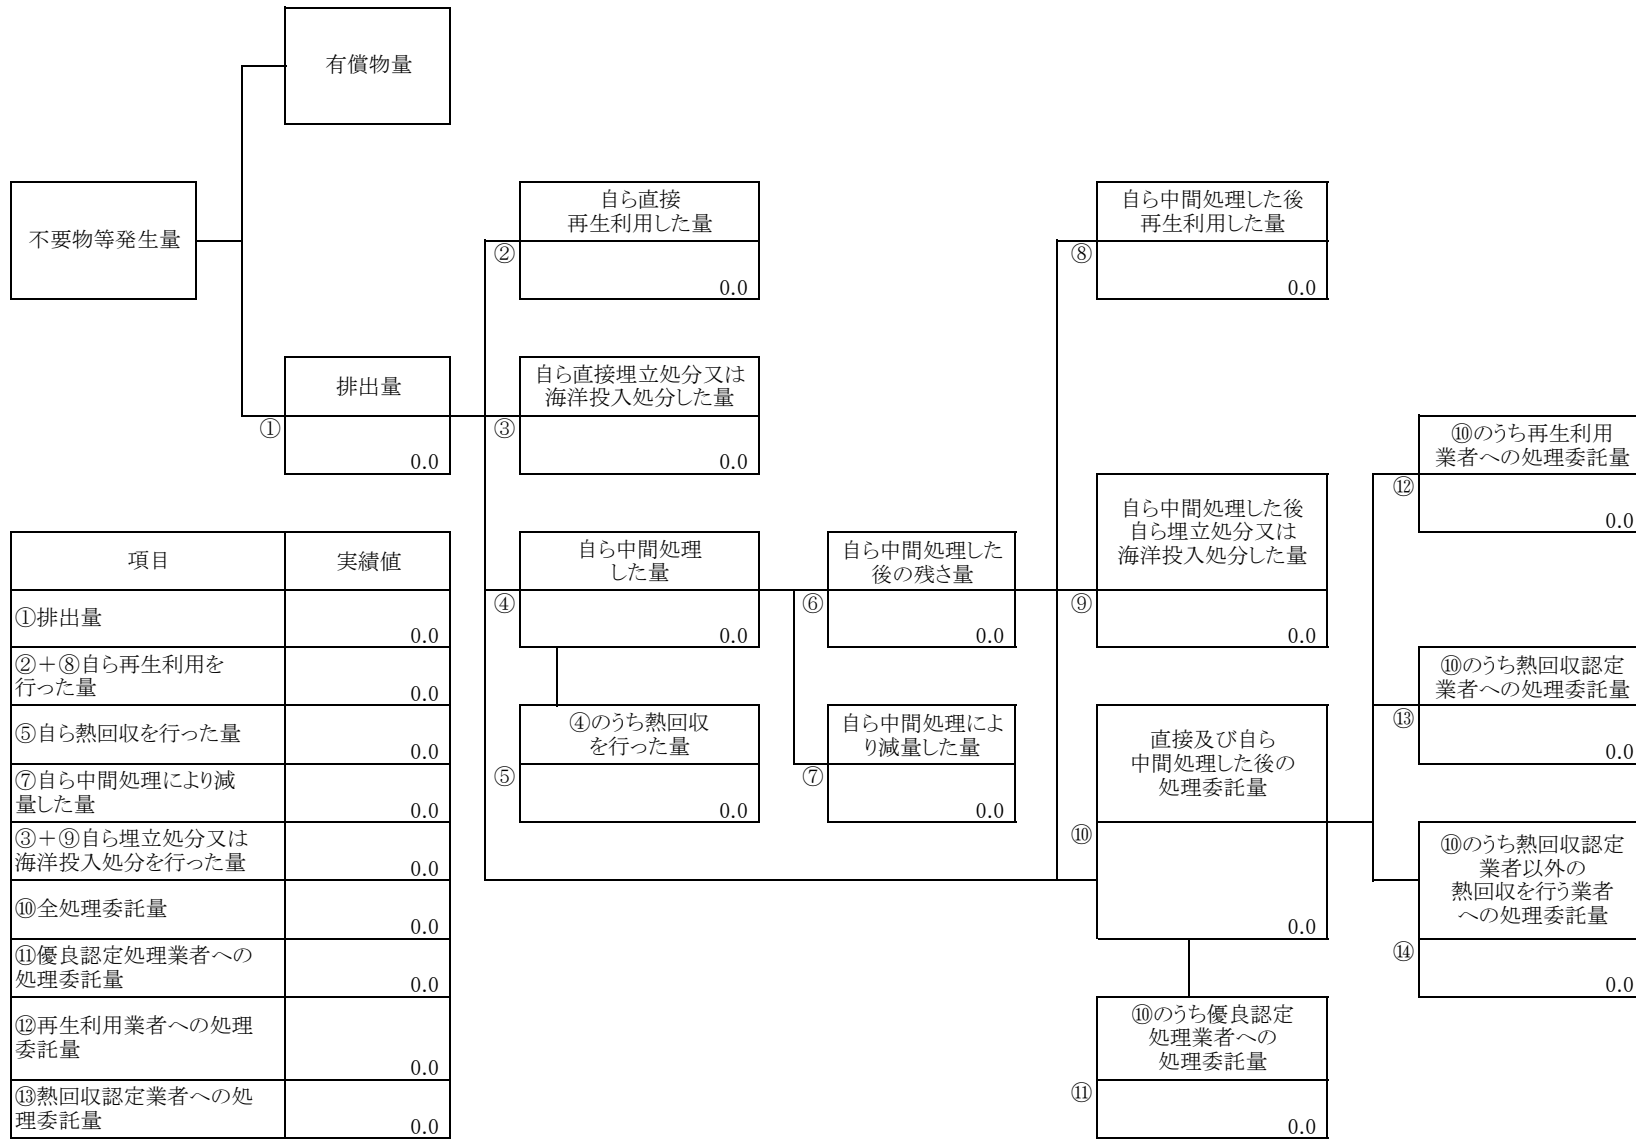 有償物量
不要物等発生量
排出量
①
0.0
自ら直接
再生利用した量
②
0.0
自ら直接埋立処分又は
海洋投入処分した量
③
0.0
自ら中間処理
した量
④
0.0
④のうち熱回収
を行った量
⑤
0.0
自ら中間処理した
後の残さ量
⑥
0.0
自ら中間処理によ
り減量した量
⑦
0.0
自ら中間処理した後
再生利用した量
⑧
0.0
自ら中間処理した後
自ら埋立処分又は
海洋投入処分した量
⑨
0.0
直接及び自ら
中間処理した後の
処理委託量
⑩
0.0
⑩のうち優良認定
処理業者への
処理委託量
⑪
0.0
⑩のうち再生利用
業者への処理委託量
⑫
0.0
⑩のうち熱回収認定
業者への処理委託量
⑬
0.0
⑩のうち熱回収認定
業者以外の
熱回収を行う業者
への処理委託量
⑭
0.0
項目 実績値
①排出量
0.0
②＋⑧自ら再生利用を
行った量
0.0
⑤自ら熱回収を行った量
0.0
⑦自ら中間処理により減
量した量
0.0
③＋⑨自ら埋立処分又は
海洋投入処分を行った量
0.0
⑩全処理委託量
0.0
⑪優良認定処理業者への
処理委託量
0.0
⑫再生利用業者への処理
委託量
0.0
⑬熱回収認定業者への処
理委託量
0.0